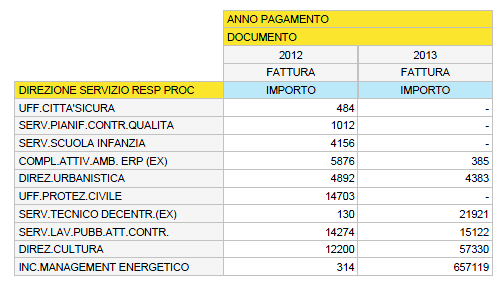 ANNO PAGAMENTO
DOCUMENTO
2012 2013
FATTURA FATTURA
DIREZIONE SERVIZIO RESP PROC IMPORTO IMPORTO
UFF.CITTA'SICURA 484 -
SERV.PIANIF.CONTR.QUALITA 1012 -
SERV.SCUOLA INFANZIA 4156 -
COMPL.ATTIV.AMB. ERP (EX) 5876 385
DIREZ.URBANISTICA 4892 4383
UFF.PROTEZ.CIVILE 14703 -
SERV.TECNICO DECENTR.(EX) 130 21921
SERV.LAV.PUBB.ATT.CONTR. 14274 15122
DIREZ.CULTURA 12200 57330
INC.MANAGEMENT ENERGETICO 314 657119